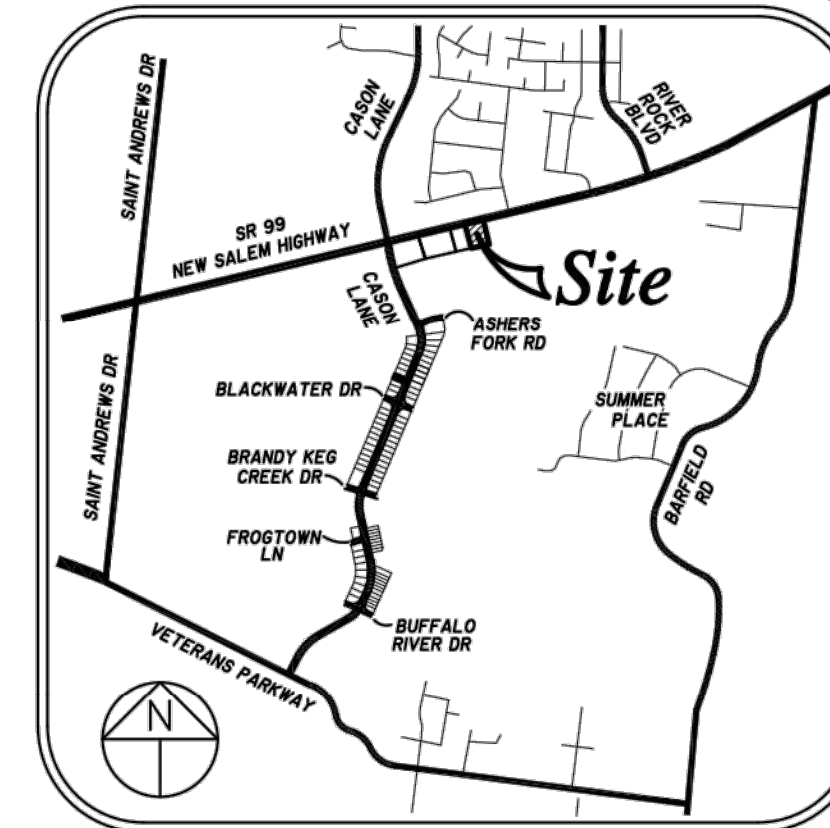 SAINT ANDREWS DR
CASON
LANE
RIVER
ROCK
BLVD
SR 99
NEW SALEM HIGHWAY
Site
CASON
LANE
ASHERS
FORK RD
BLACKWATER DR
SUMMER
PLACE
SAINT ANDREWS DR
BRANDY KEG
CREEK DR
BARFIELD
RD
FROGTOWN
LN
BUFFALO
RIVER DR
VETERANS PARKWAY
N